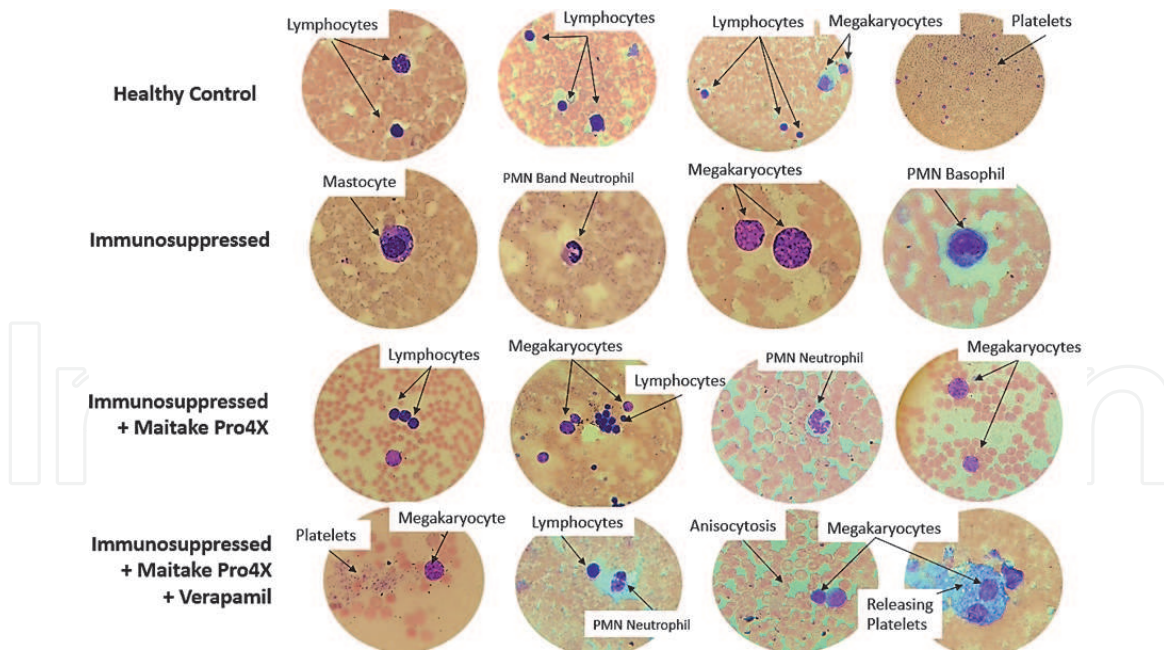 Lymphocytes
Lymphocytes
Lymphocytes
Megakaryocytes
Platelets
Healthy Control
Mastocyte
PMN Band Neutrophil
Megakaryocytes
PMN Basophil
Immunosuppressed
Lymphocytes
Megakaryocytes
Lymphocytes
PMN Neutrophil
Megakaryocytes
Immunosuppressed
+ Maitake Pro4X
Platelets
Megakaryocyte
Lymphocytes
PMN Neutrophil
Anisocytosis
Megakaryocytes
Releasing
Platelets
Immunosuppressed
+ Maitake Pro4X
+ Verapamil